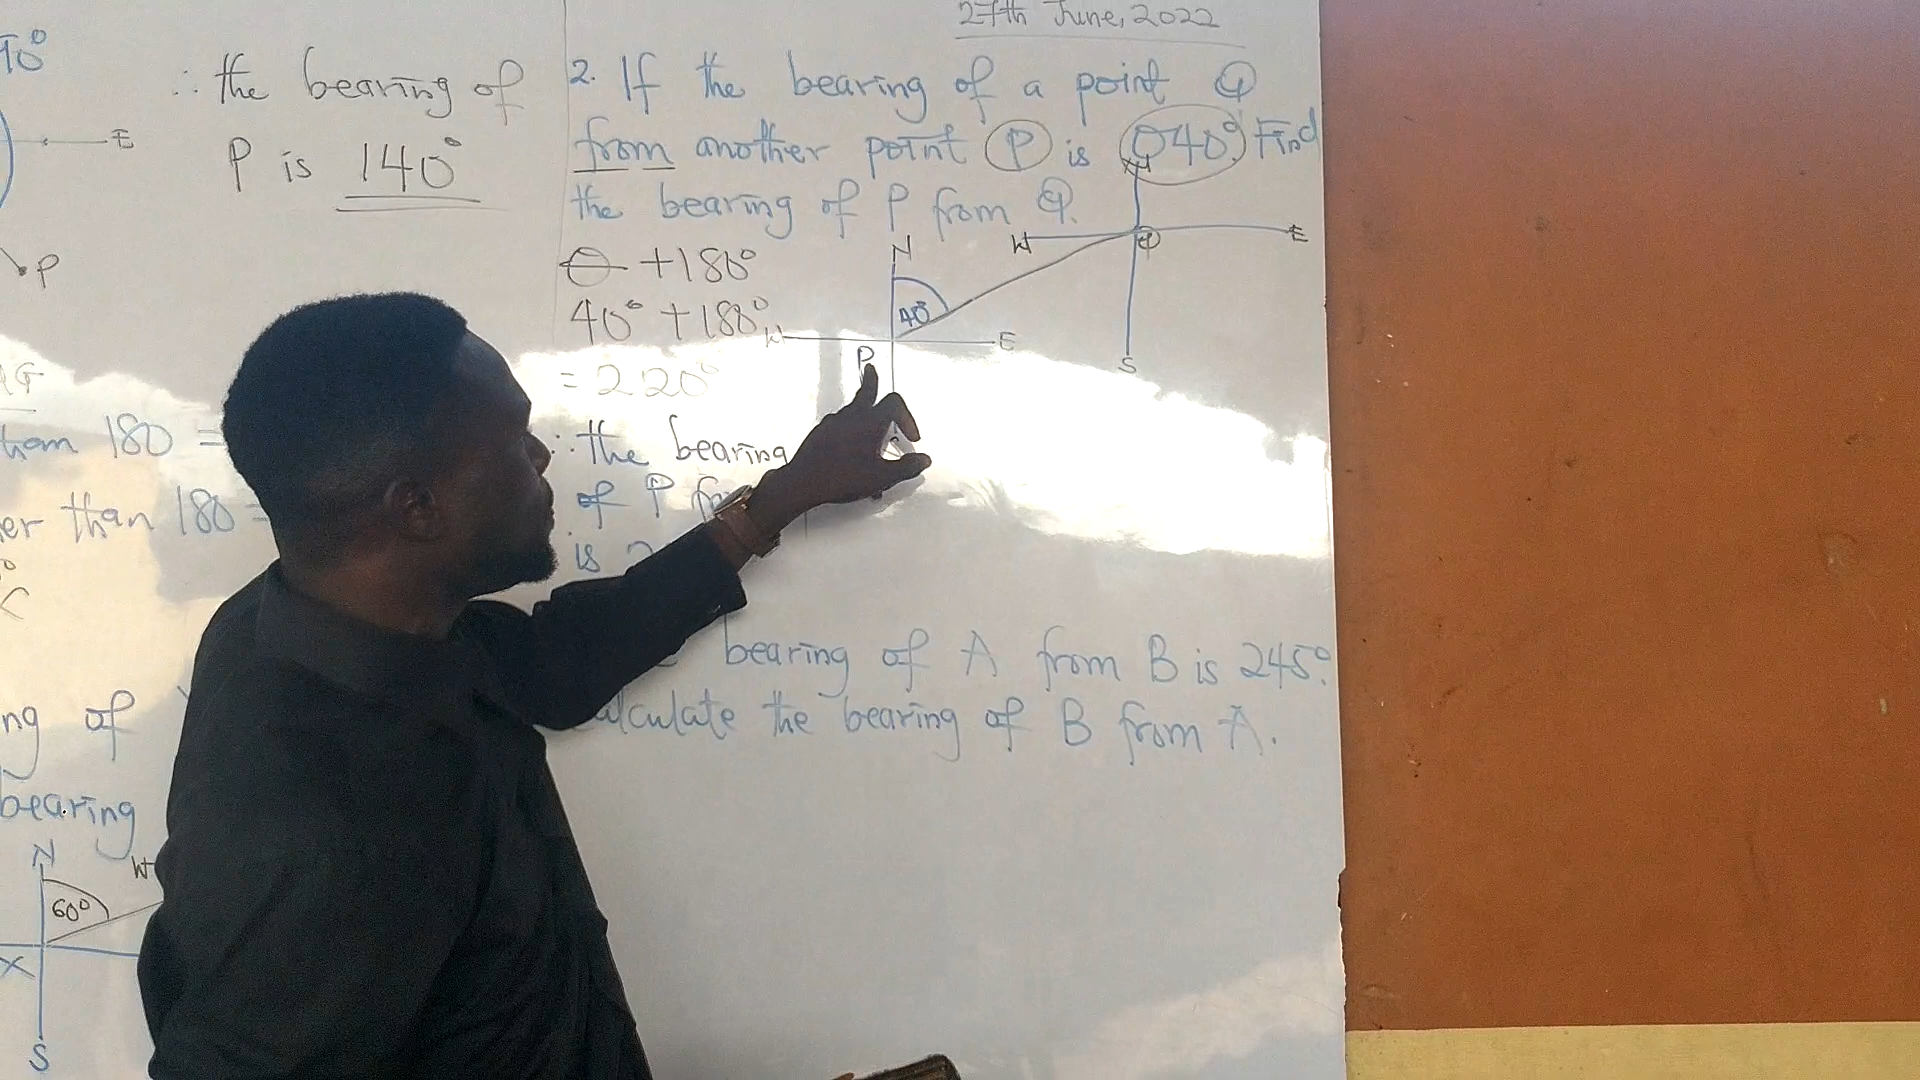 27th June, 2022
∴ the bearing of
P is 140°
E
P
than 180 =
er than 180 =
ng of
bearing
N
W
60°
X
S
2. If the bearing of a point Q
from another point P is 040°. Find
the bearing of P from Q.
θ +180°
40° +180°
= 220°
∴ the bearing
of P
is
N
W
E
40°
P
N
W
Q
E
S
bearing of A from B is 245°.
alculate the bearing of B from A.